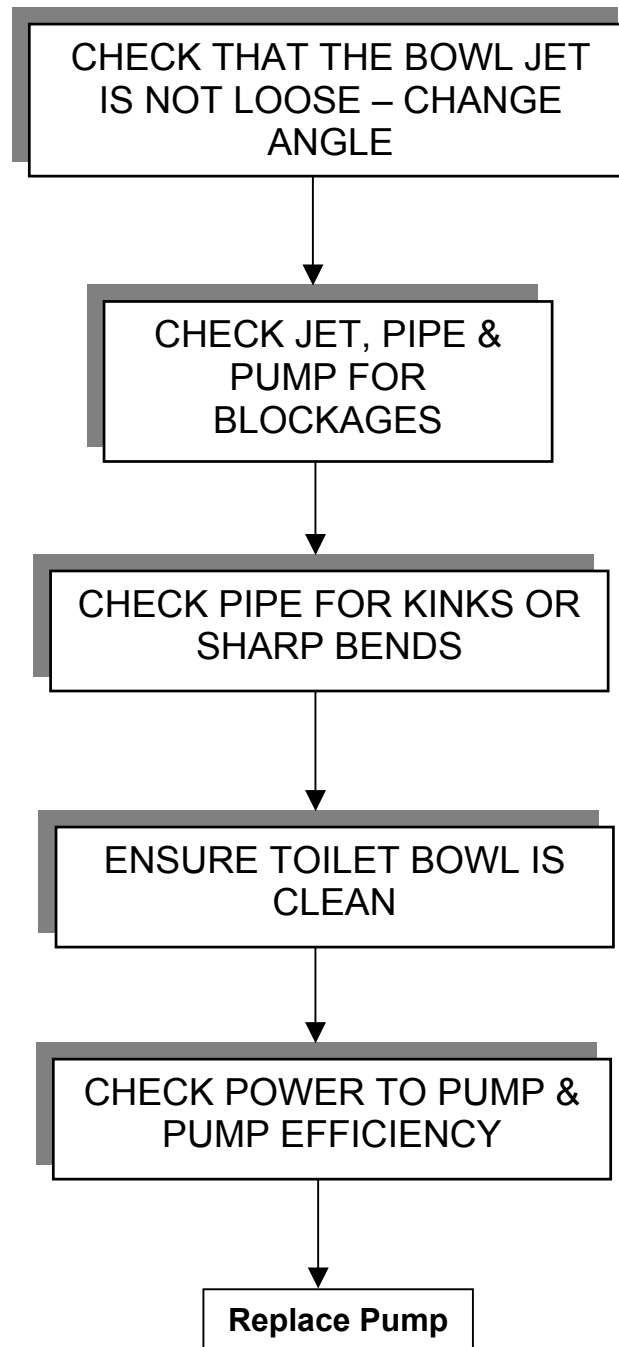 CHECK THAT THE BOWL JET
IS NOT LOOSE – CHANGE
ANGLE
CHECK JET, PIPE &
PUMP FOR
BLOCKAGES
CHECK PIPE FOR KINKS OR
SHARP BENDS
ENSURE TOILET BOWL IS
CLEAN
CHECK POWER TO PUMP &
PUMP EFFICIENCY
Replace Pump